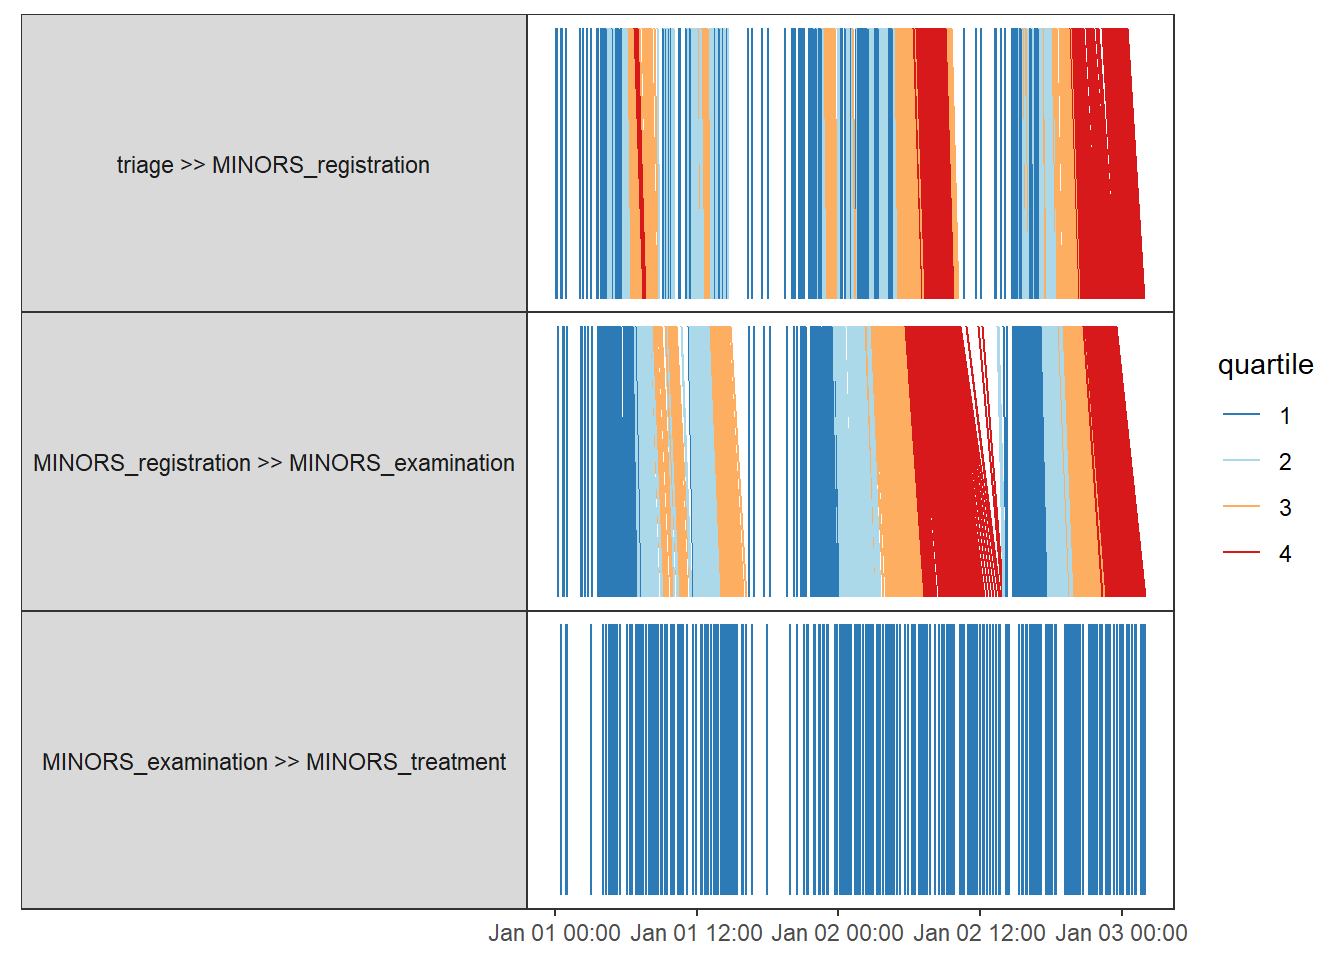 triage >> MINORS_registration
MINORS_registration >> MINORS_examination
MINORS_examination >> MINORS_treatment
quartile
1
2
3
4
Jan 01 00:00 Jan 01 12:00 Jan 02 00:00 Jan 02 12:00 Jan 03 00:00